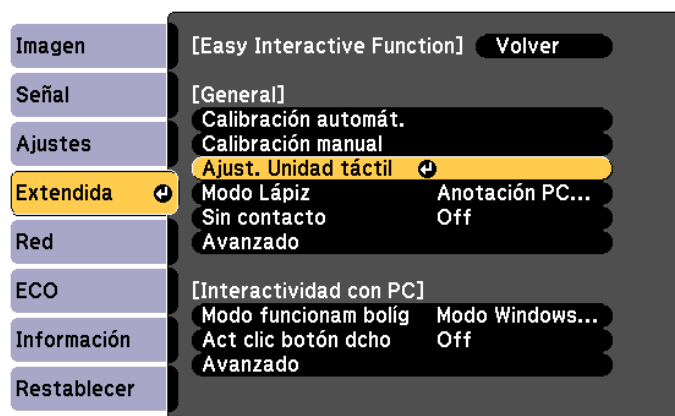 Imagen
Señal
Ajustes
Extendida
Red
ECO
Información
Restablecer
[Easy Interactive Function] Volver
[General]
Calibración automát.
Calibración manual
Ajust. Unidad táctil
Modo Lápiz Anotación PC...
Sin contacto Off
Avanzado
[Interactividad con PC]
Modo funcionam bolíg Modo Windows...
Act clic botón dcho Off
Avanzado